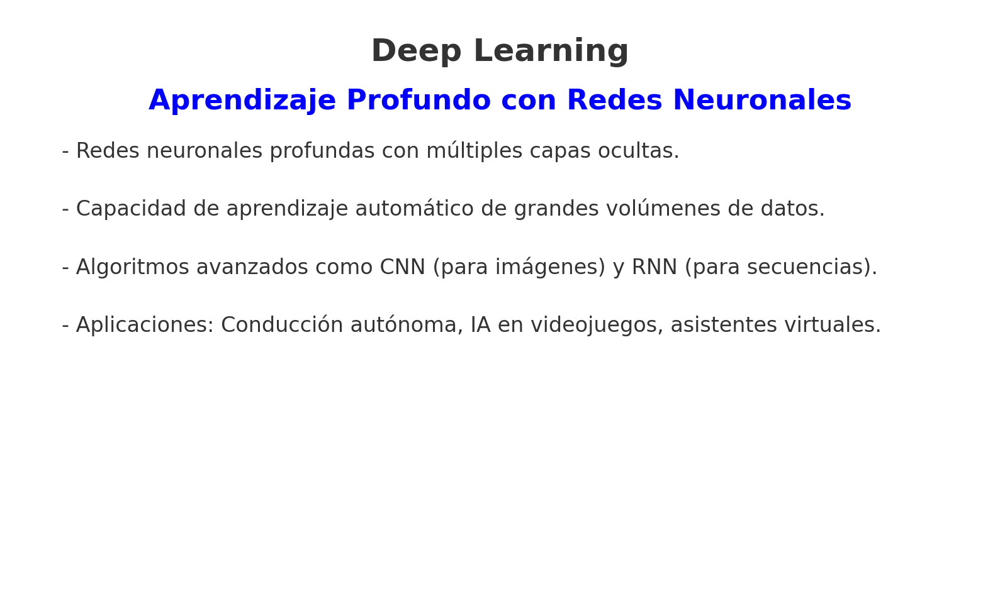 Deep Learning
Aprendizaje Profundo con Redes Neuronales
- Redes neuronales profundas con múltiples capas ocultas.
- Capacidad de aprendizaje automático de grandes volúmenes de datos.
- Algoritmos avanzados como CNN (para imágenes) y RNN (para secuencias).
- Aplicaciones: Conducción autónoma, IA en videojuegos, asistentes virtuales.